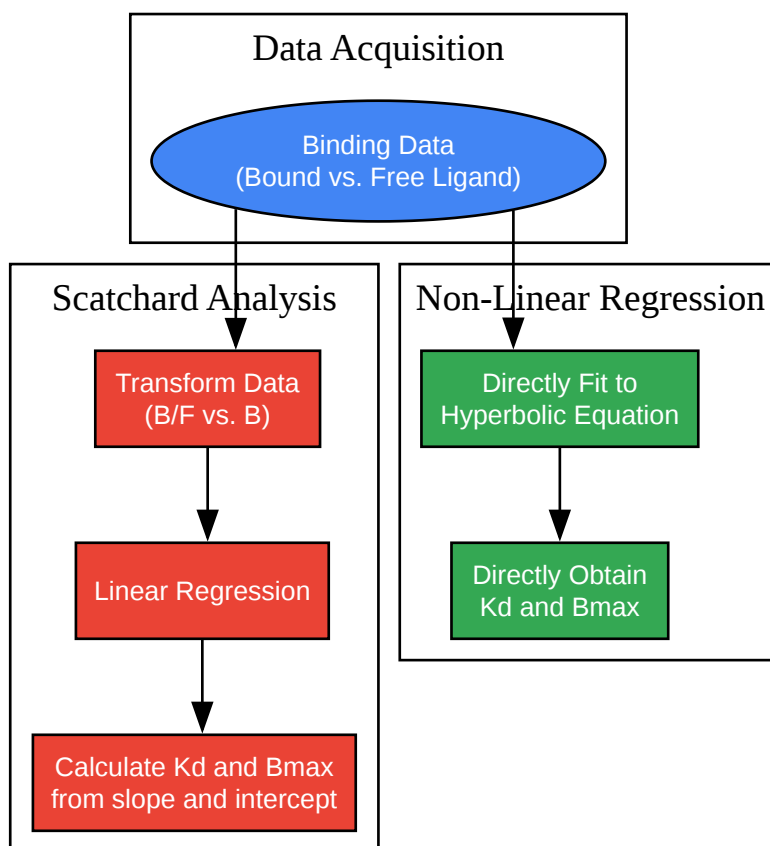 Data Acquisition
Binding Data
(Bound vs. Free Ligand)
Scatchard Analysis
Transform Data
(B/F vs. B)
Linear Regression
Calculate Kd and Bmax
from slope and intercept
Non-Linear Regression
Directly Fit to
Hyperbolic Equation
Directly Obtain
Kd and Bmax